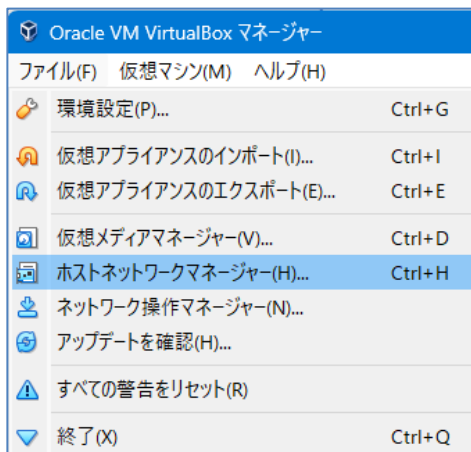 Oracle VM VirtualBox マネージャー
ファイル(F) 仮想マシン(M) ヘルプ(H)
環境設定(P)... Ctrl+G
仮想アプライアンスのインポート(I)... Ctrl+I
仮想アプライアンスのエクスポート(E)... Ctrl+E
仮想メディアマネージャー(V)... Ctrl+D
ホストネットワークマネージャー(H)... Ctrl+H
ネットワーク操作マネージャー(N)...
アップデートを確認(H)...
すべての警告をリセット(R)
終了(X) Ctrl+Q